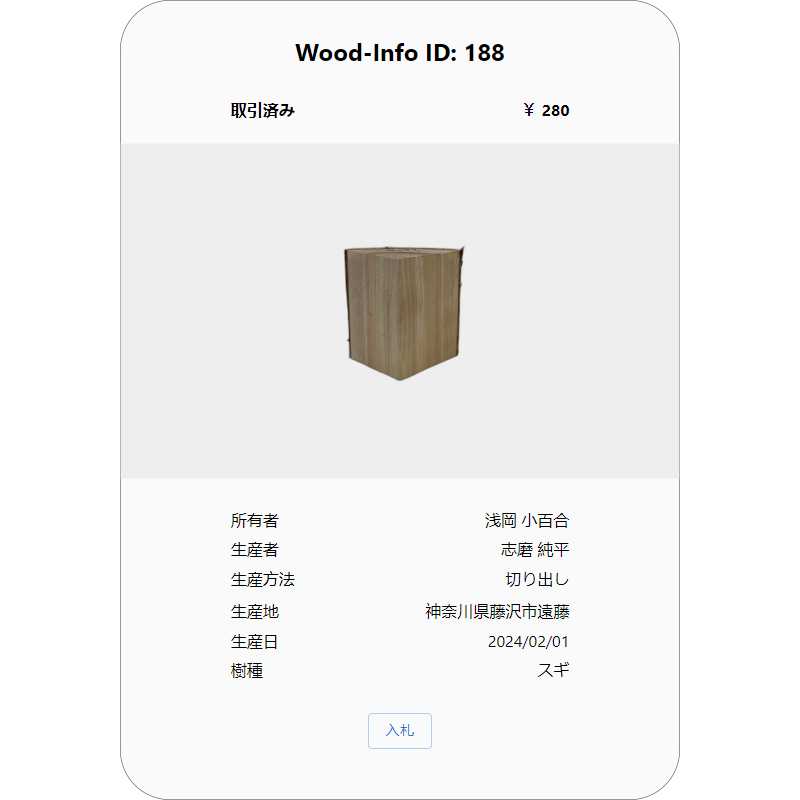 Wood-Info ID: 188
取引済み ¥ 280
所有者 浅岡 小百合
生産者 志磨 純平
生産方法 切り出し
生産地 神奈川県藤沢市遠藤
生産日 2024/02/01
樹種 スギ
入札